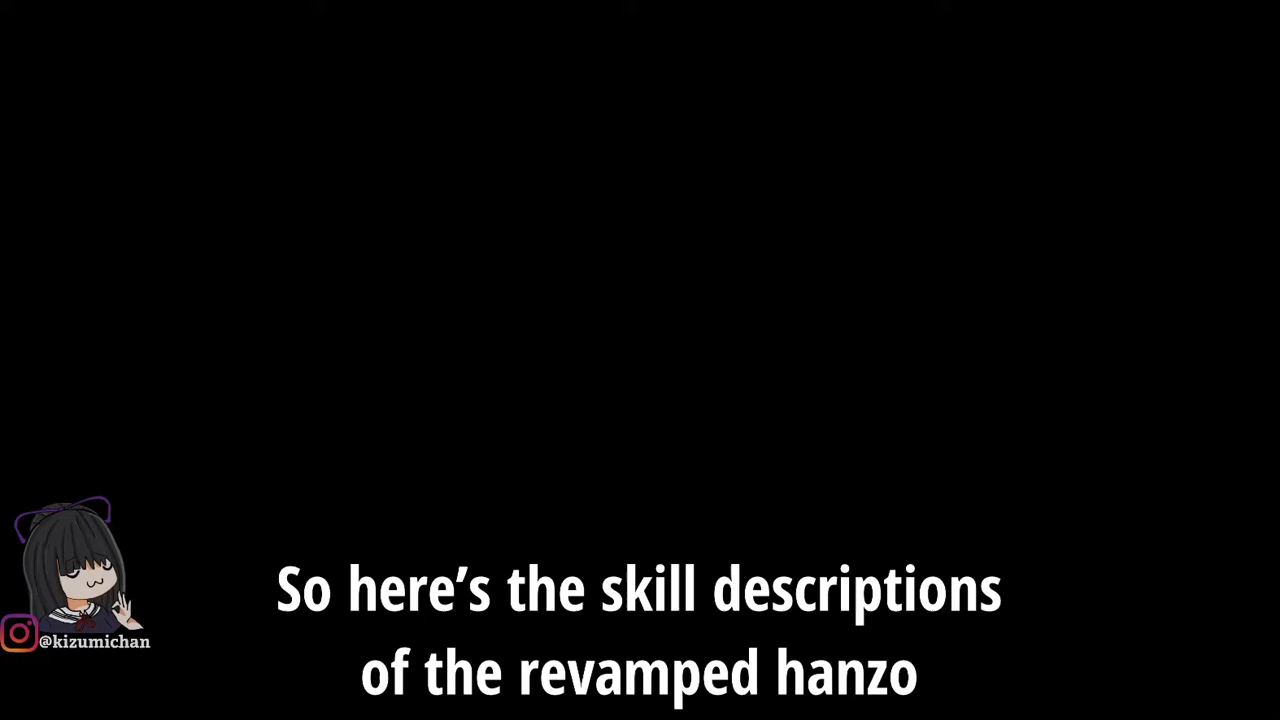 @kizumichan
So here’s the skill descriptions
of the revamped hanzo